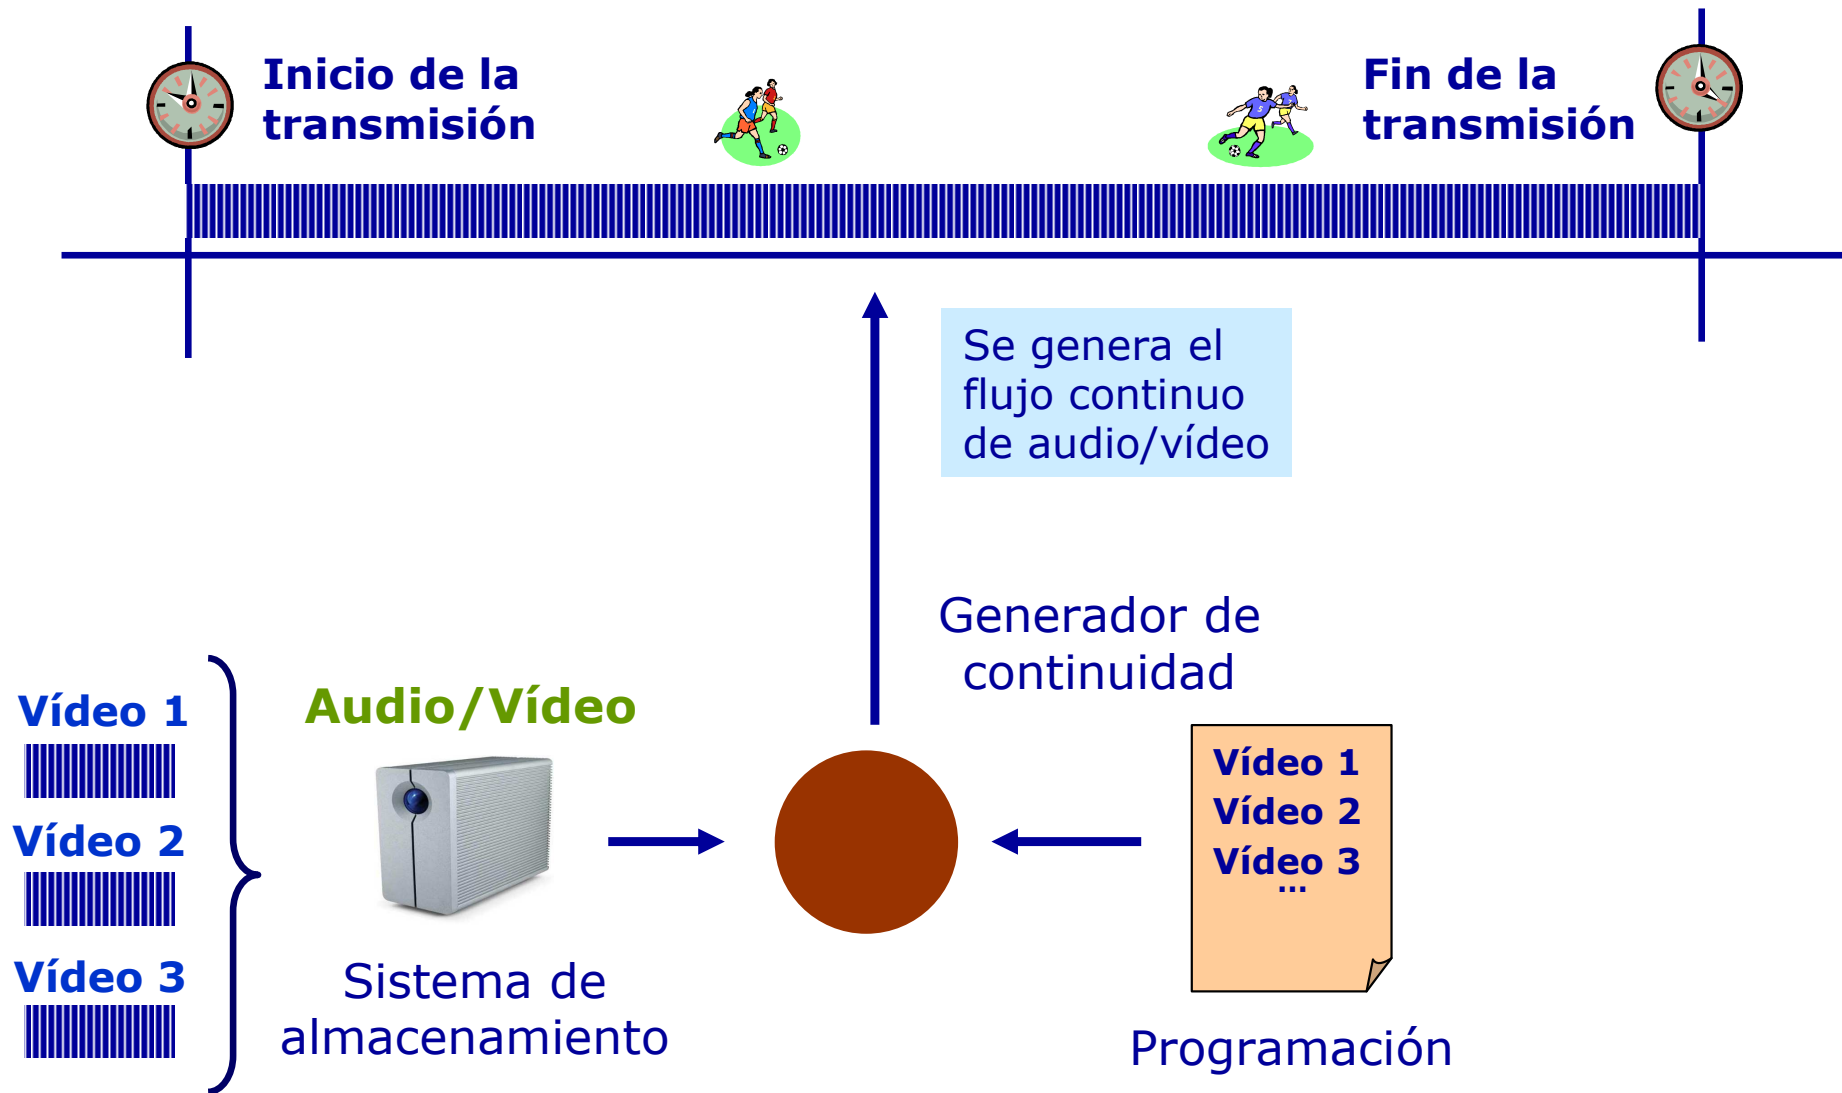 Inicio de la
transmisión
Fin de la
transmisión
Se genera el
flujo continuo
de audio/vídeo
Generador de
continuidad
Vídeo 1
Vídeo 2
Vídeo 3
Audio/Vídeo
Sistema de
almacenamiento
Vídeo 1
Vídeo 2
Vídeo 3
...
Programación